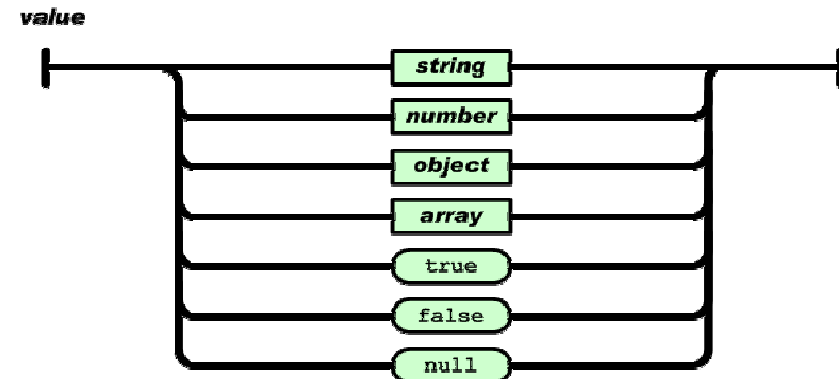 value
string
number
object
array
true
false
null